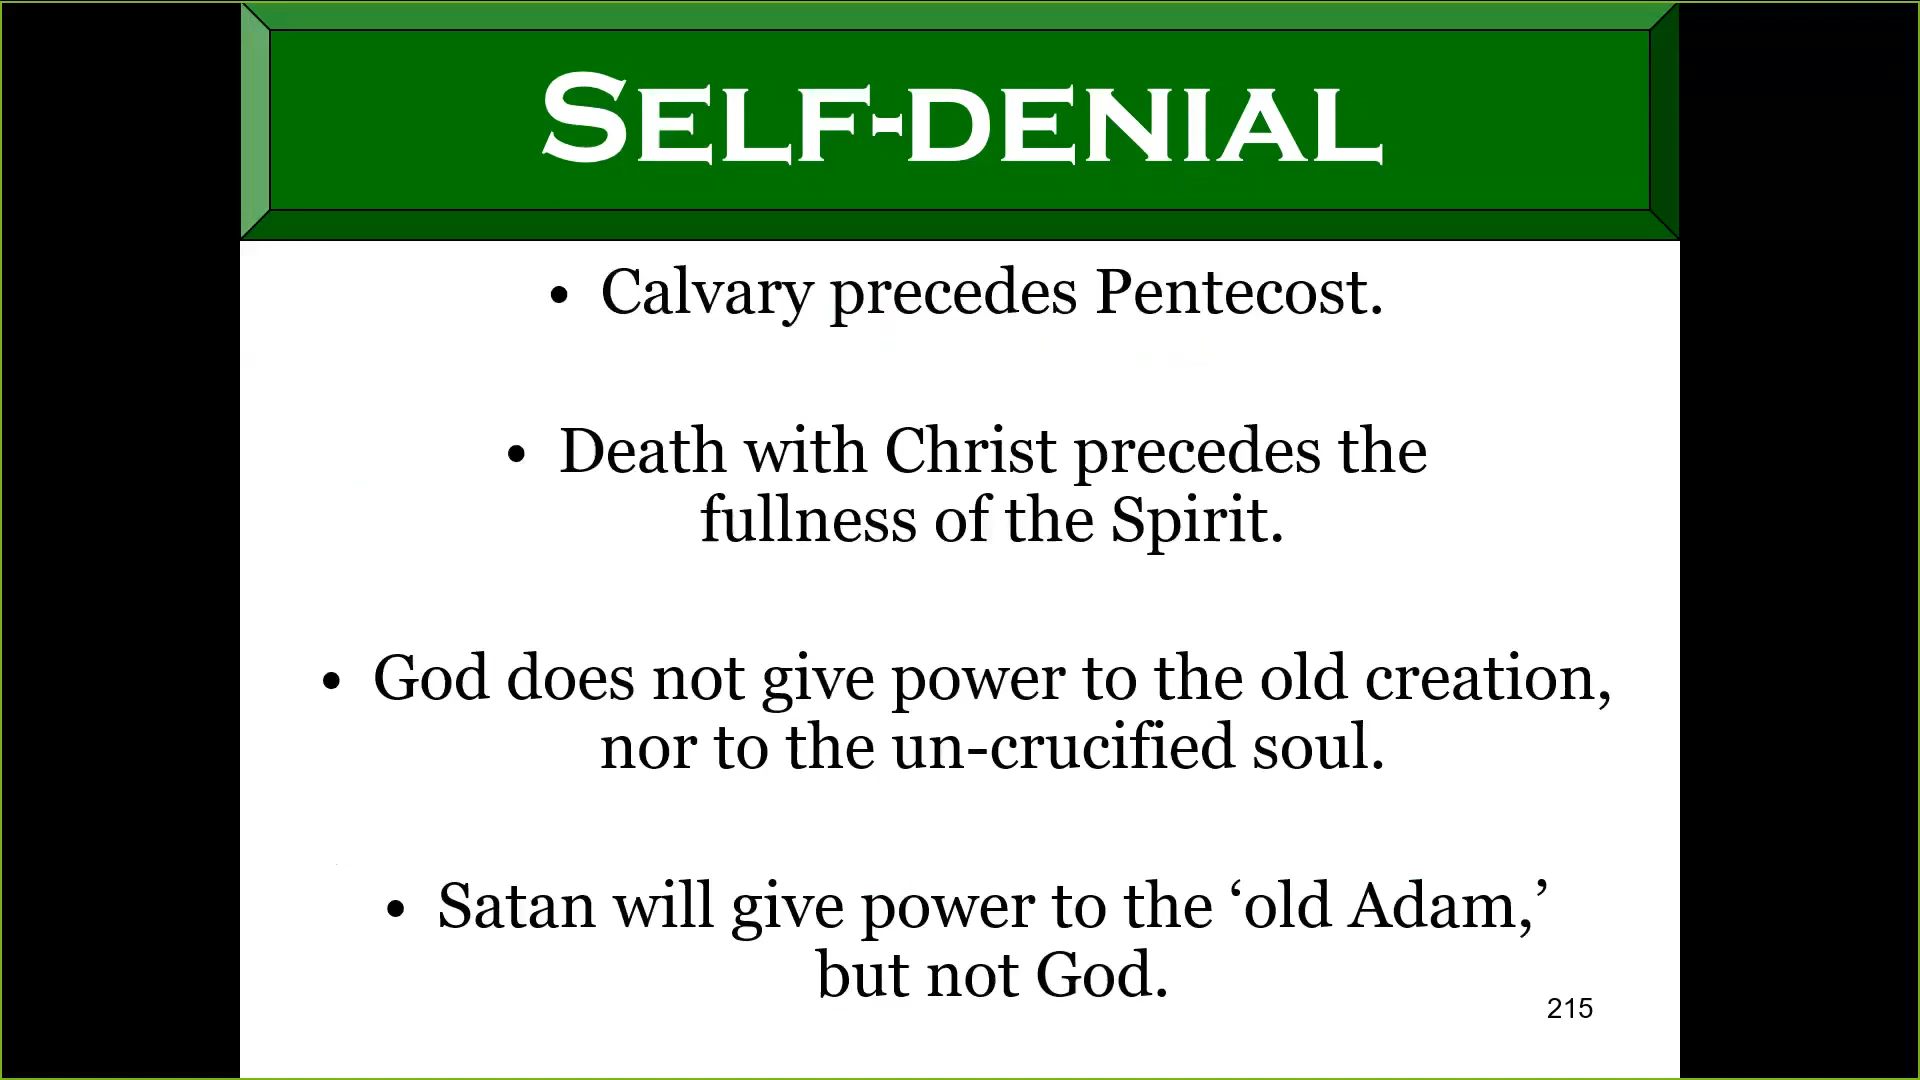 SELF-DENIAL
• Calvary precedes Pentecost.
• Death with Christ precedes the
fullness of the Spirit.
• God does not give power to the old creation,
nor to the un-crucified soul.
• Satan will give power to the ‘old Adam,’
but not God.
215